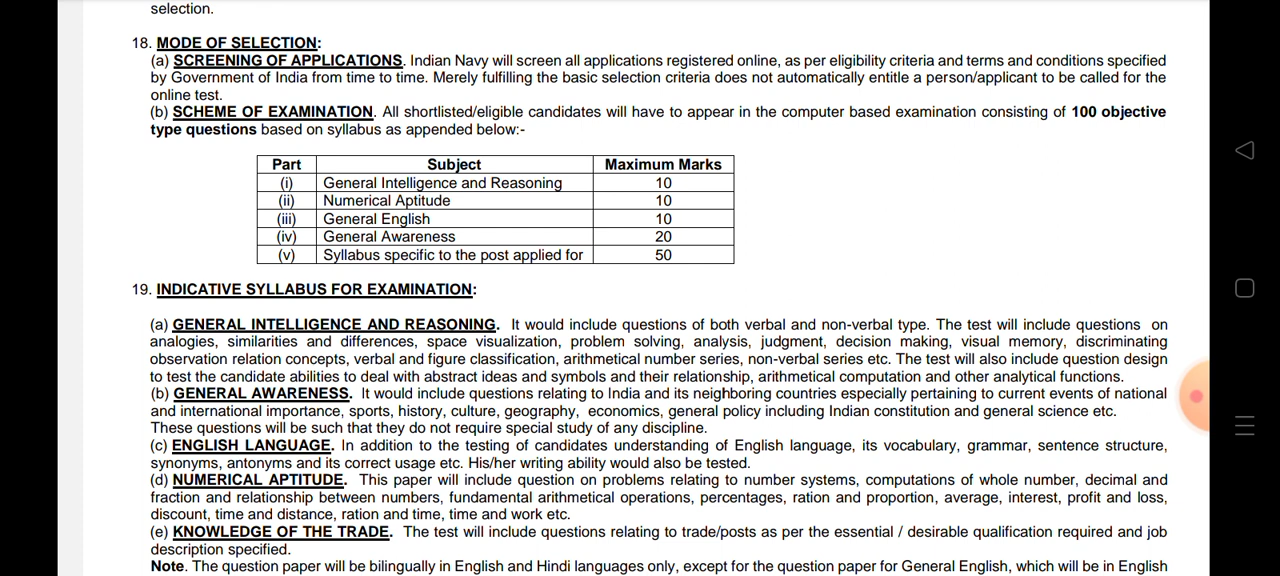 selection.
18. MODE OF SELECTION:
(a) SCREENING OF APPLICATIONS. Indian Navy will screen all applications registered online, as per eligibility criteria and terms and conditions specified
by Government of India from time to time. Merely fulfilling the basic selection criteria does not automatically entitle a person/applicant to be called for the
online test.
(b) SCHEME OF EXAMINATION. All shortlisted/eligible candidates will have to appear in the computer based examination consisting of 100 objective
type questions based on syllabus as appended below:-
Part Subject Maximum Marks
(i) General Intelligence and Reasoning 10
(ii) Numerical Aptitude 10
(iii) General English 10
(iv) General Awareness 20
(v) Syllabus specific to the post applied for 50
19. INDICATIVE SYLLABUS FOR EXAMINATION:
(a) GENERAL INTELLIGENCE AND REASONING. It would include questions of both verbal and non-verbal type. The test will include questions on
analogies, similarities and differences, space visualization, problem solving, analysis, judgment, decision making, visual memory, discriminating
observation relation concepts, verbal and figure classification, arithmetical number series, non-verbal series etc. The test will also include question design
to test the candidate abilities to deal with abstract ideas and symbols and their relationship, arithmetical computation and other analytical functions.
(b) GENERAL AWARENESS. It would include questions relating to India and its neighboring countries especially pertaining to current events of national
and international importance, sports, history, culture, geography, economics, general policy including Indian constitution and general science etc.
These questions will be such that they do not require special study of any discipline.
(c) ENGLISH LANGUAGE. In addition to the testing of candidates understanding of English language, its vocabulary, grammar, sentence structure,
synonyms, antonyms and its correct usage etc. His/her writing ability would also be tested.
(d) NUMERICAL APTITUDE. This paper will include question on problems relating to number systems, computations of whole number, decimal and
fraction and relationship between numbers, fundamental arithmetical operations, percentages, ration and proportion, average, interest, profit and loss,
discount, time and distance, ration and time, time and work etc.
(e) KNOWLEDGE OF THE TRADE. The test will include questions relating to trade/posts as per the essential / desirable qualification required and job
description specified.
Note. The question paper will be bilingually in English and Hindi languages only, except for the question paper for General English, which will be in English